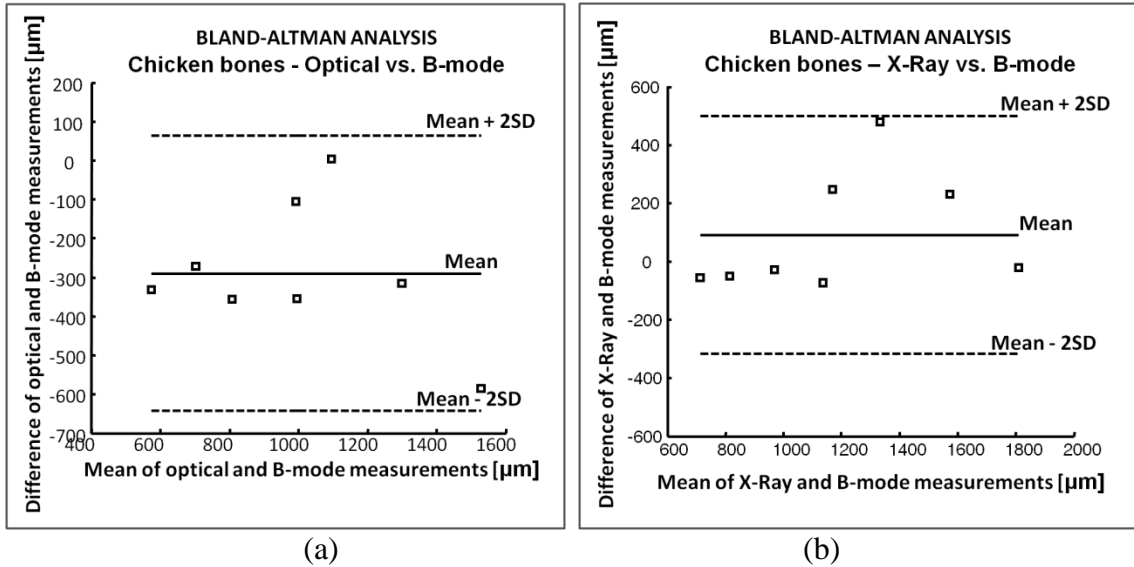 BLAND-ALTMAN ANALYSIS
Chicken bones - Optical vs. B-mode
Difference of optical and B-mode measurements [µm]
200
100
0
-100
-200
-300
-400
-500
-600
-700
Mean + 2SD
Mean
Mean - 2SD
400 600 800 1000 1200 1400 1600
Mean of optical and B-mode measurements [µm]
(a)
BLAND-ALTMAN ANALYSIS
Chicken bones – X-Ray vs. B-mode
Difference of X-Ray and B-mode measurements [µm]
600
400
200
0
-200
-400
-600
Mean + 2SD
Mean
Mean - 2SD
600 800 1000 1200 1400 1600 1800 2000
Mean of X-Ray and B-mode measurements [µm]
(b)